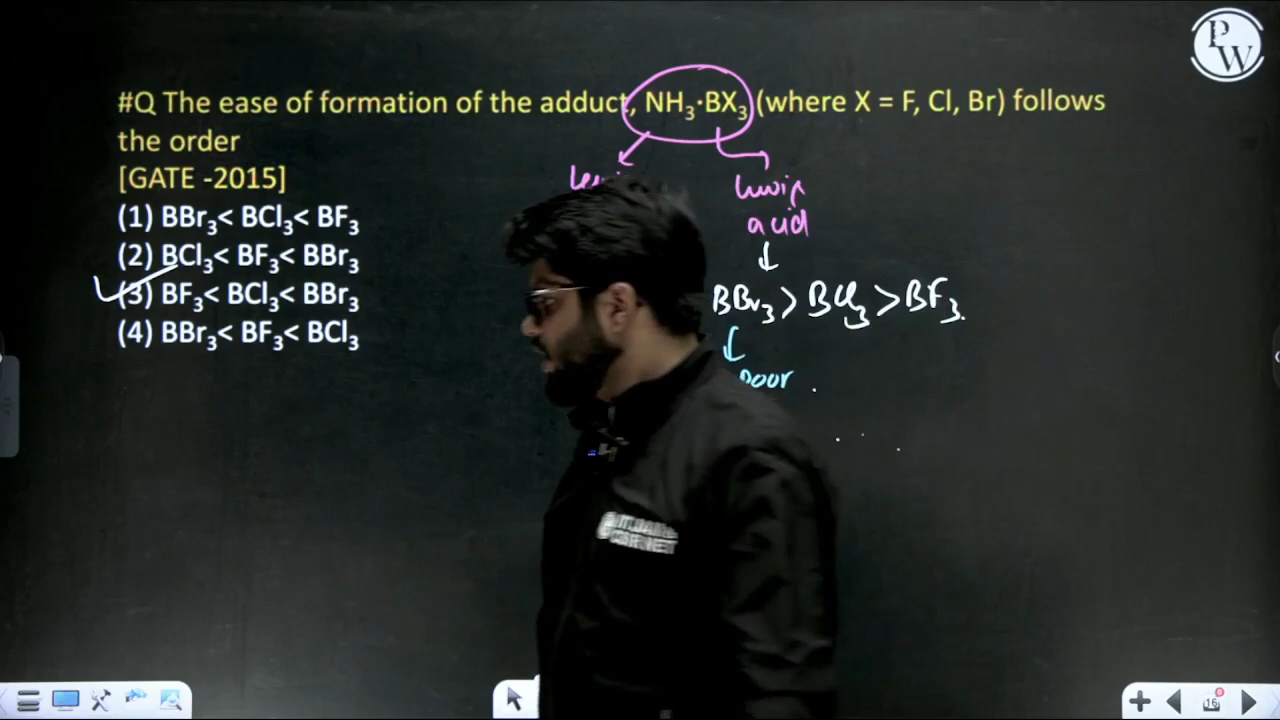 PW
#Q The ease of formation of the adduct, NH₃·BX₃ (where X = F, Cl, Br) follows
the order
[GATE -2015]
(1) BBr₃< BCl₃< BF₃
(2) BCl₃< BF₃< BBr₃
(3) BF₃< BCl₃< BBr₃
(4) BBr₃< BF₃< BCl₃
acid
↓
BBr₃ > BCl₃ > BF₃.
poor
16